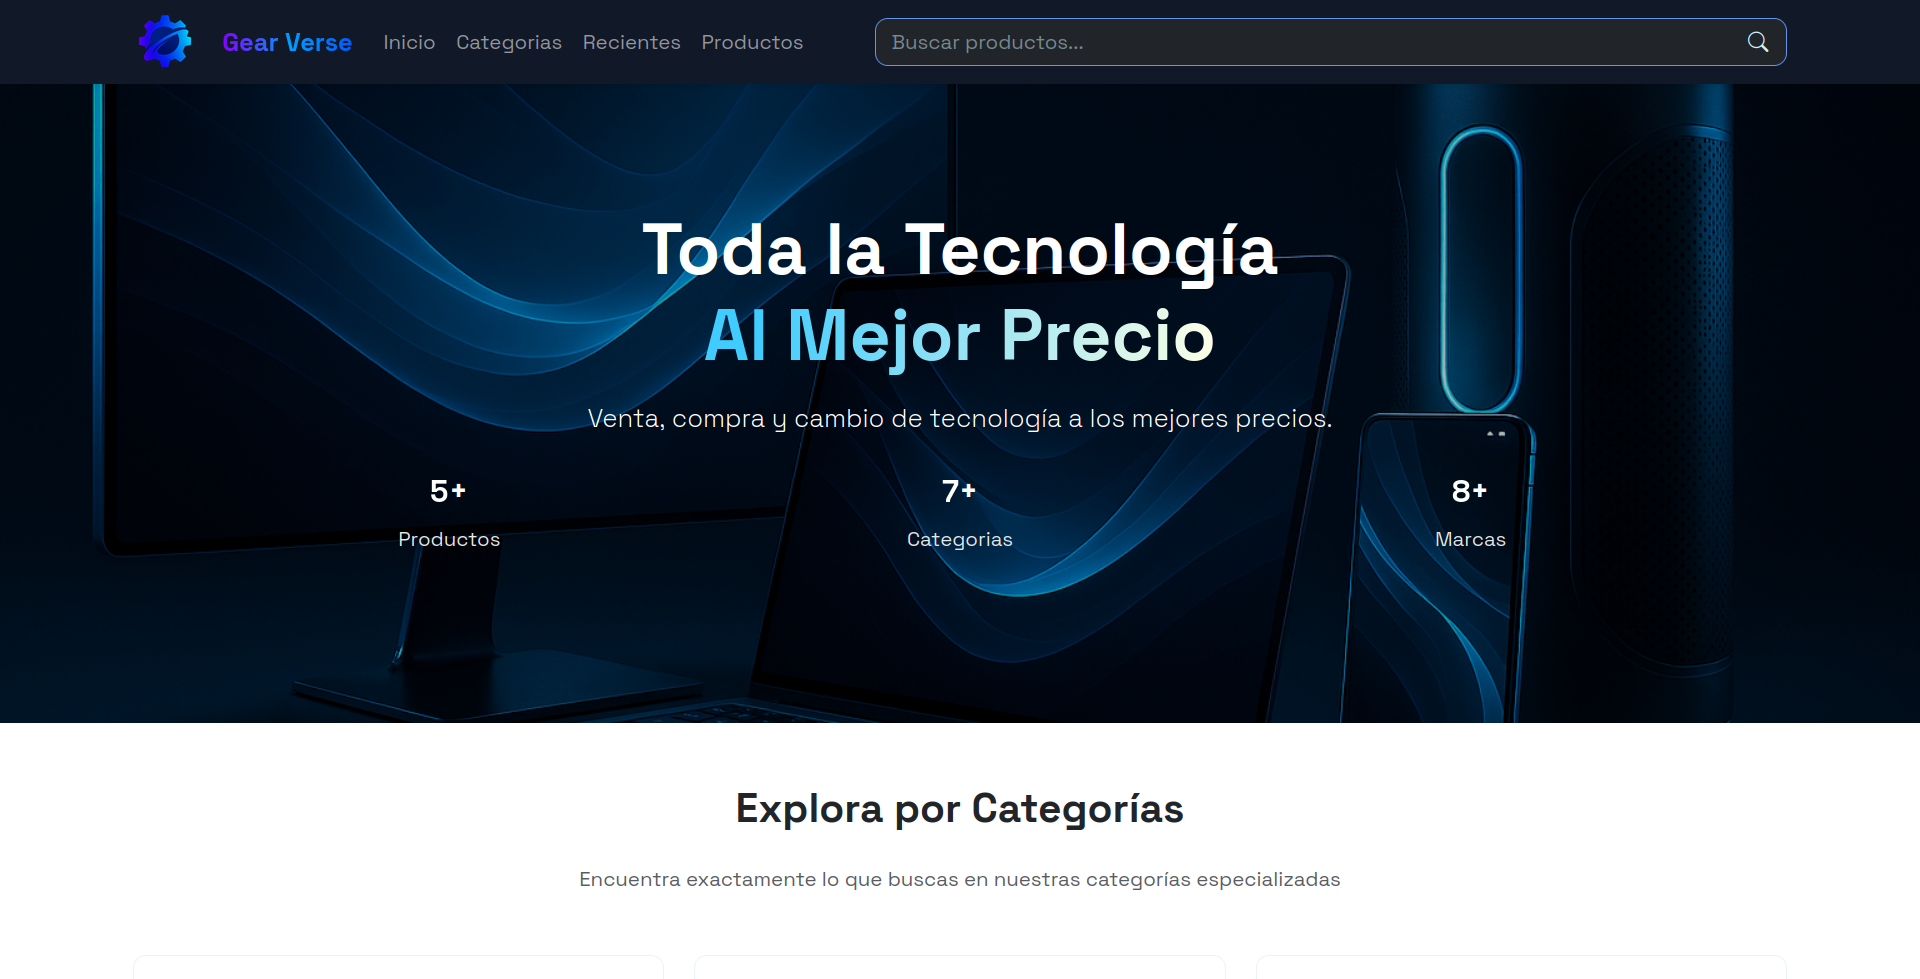 Gear Verse Inicio Categorias Recientes Productos Buscar productos...
Toda la Tecnología
Al Mejor Precio
Venta, compra y cambio de tecnología a los mejores precios.
5+ 7+ 8+
Productos Categorias Marcas
Explora por Categorías
Encuentra exactamente lo que buscas en nuestras categorías especializadas